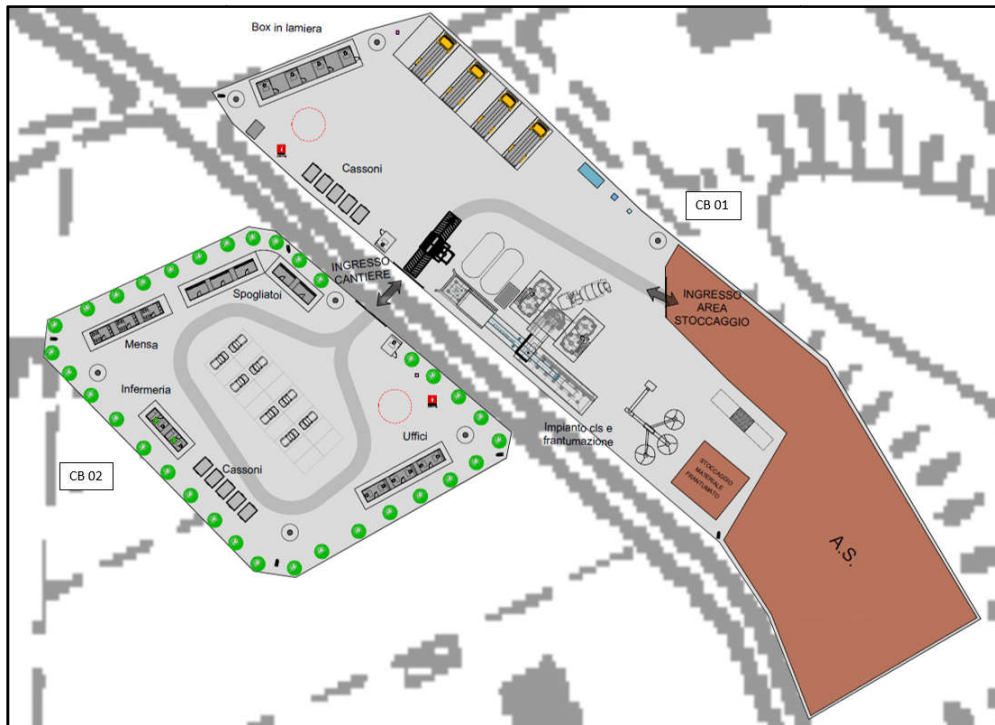 Box in lamiera
Cassoni
CB 01
INGRESSO
CANTIERE
INGRESSO
AREA
STOCCAGGIO
Spogliatoi
Mensa
Infermeria
Cassoni
Uffici
CB 02
Impianto cls e
frantumazione
STOCCAGGIO
MATERIALE
FRANTUMATO
A.S.